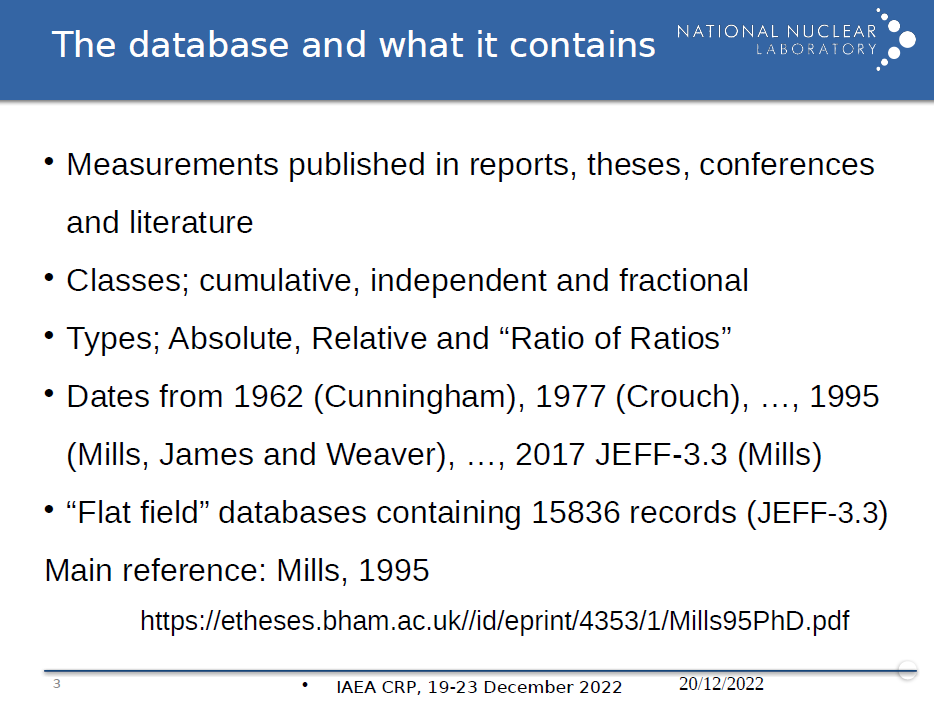 The database and what it contains
NATIONAL NUCLEAR
LABORATORY
• Measurements published in reports, theses, conferences
and literature
• Classes; cumulative, independent and fractional
• Types; Absolute, Relative and “Ratio of Ratios”
• Dates from 1962 (Cunningham), 1977 (Crouch), …, 1995
(Mills, James and Weaver), …, 2017 JEFF-3.3 (Mills)
• “Flat field” databases containing 15836 records (JEFF-3.3)
Main reference: Mills, 1995
https://etheses.bham.ac.uk//id/eprint/4353/1/Mills95PhD.pdf
3
• IAEA CRP, 19-23 December 2022
20/12/2022